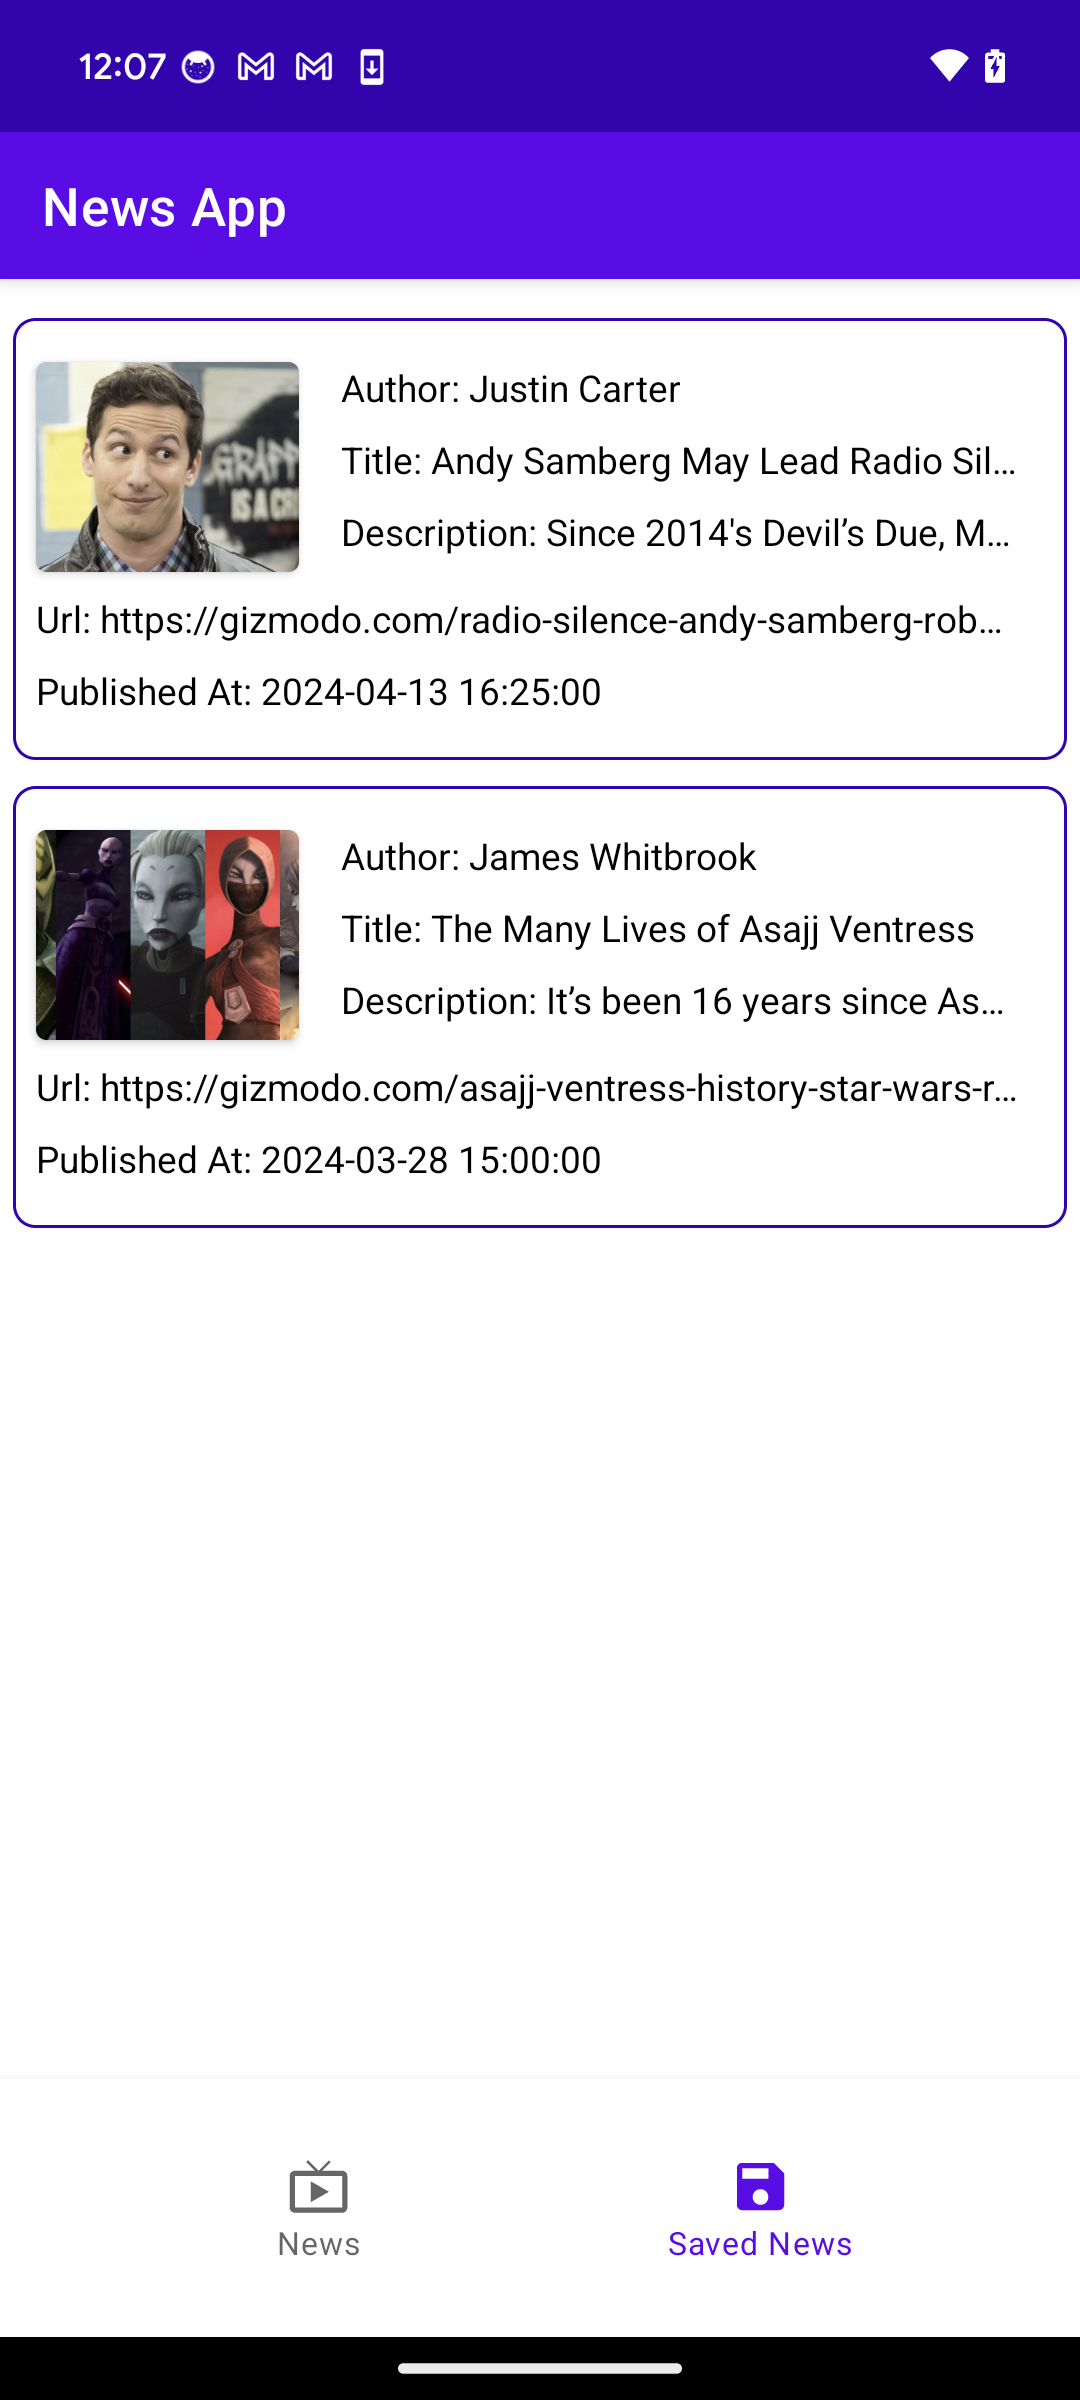 12:07
News App
Author: Justin Carter
Title: Andy Samberg May Lead Radio Sil...
Description: Since 2014's Devil’s Due, M...
Url: https://gizmodo.com/radio-silence-andy-samberg-rob...
Published At: 2024-04-13 16:25:00
Author: James Whitbrook
Title: The Many Lives of Asajj Ventress
Description: It’s been 16 years since As...
Url: https://gizmodo.com/asajj-ventress-history-star-wars-r...
Published At: 2024-03-28 15:00:00
News
Saved News